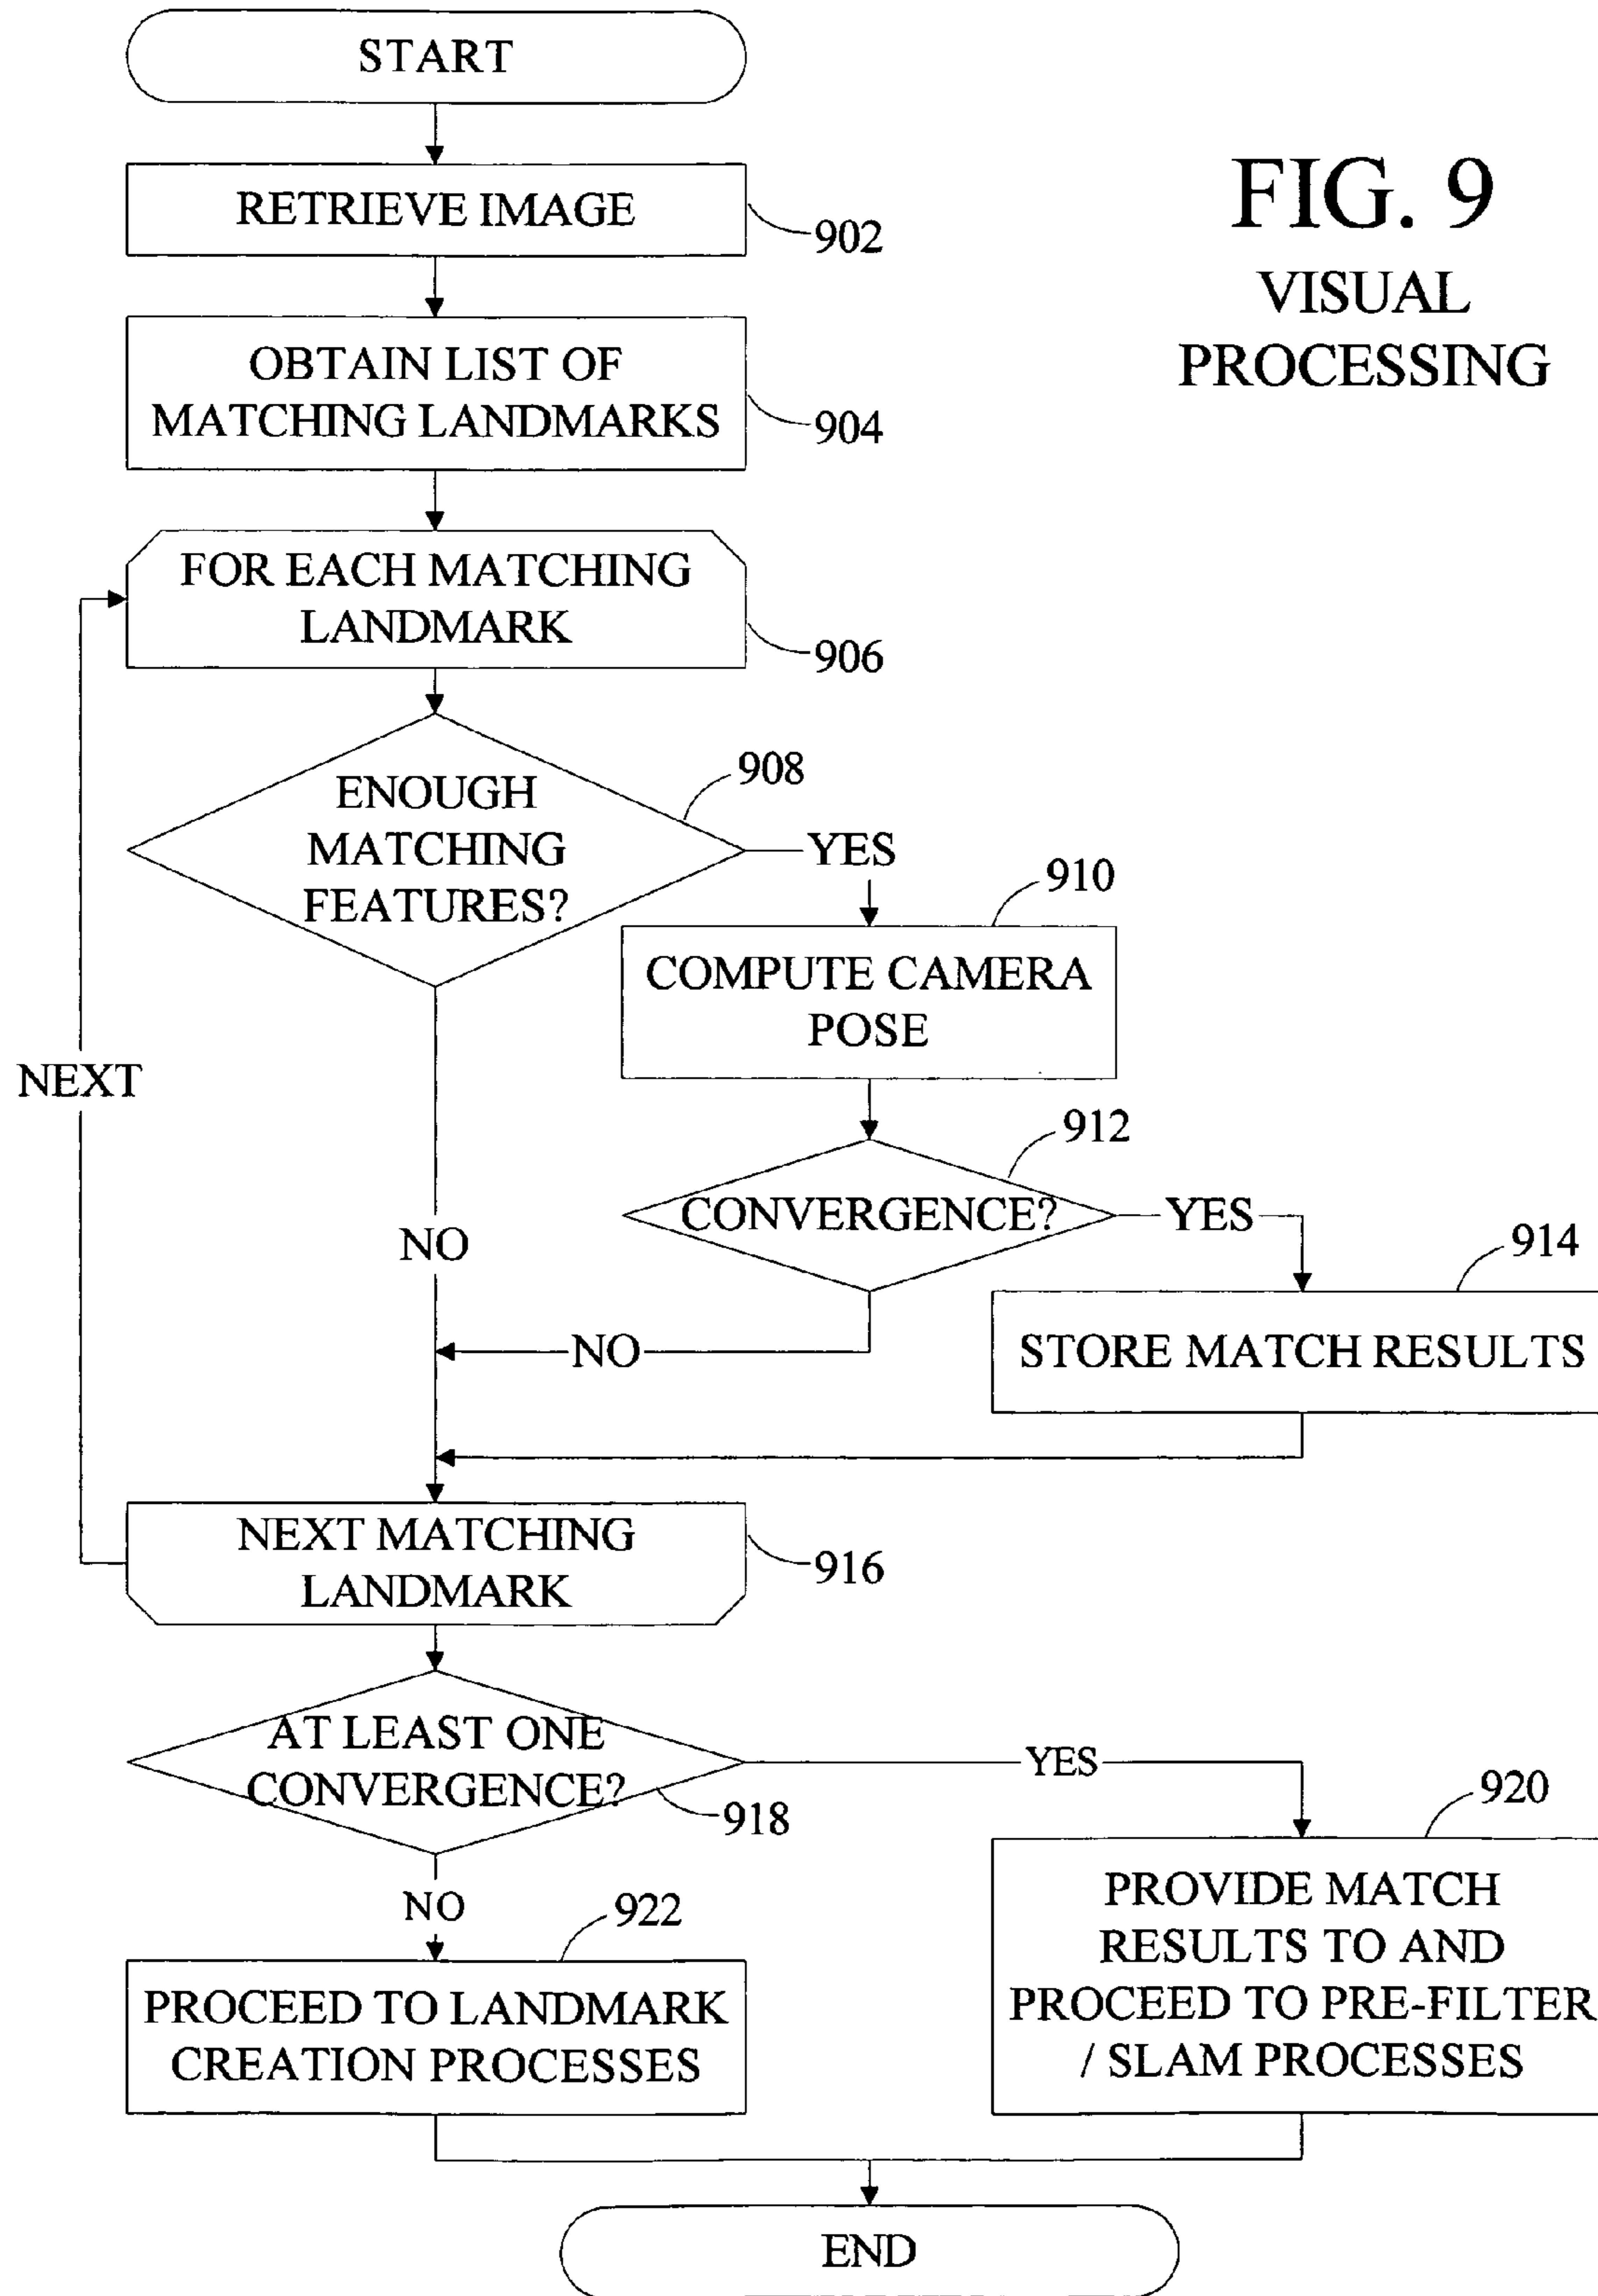 START
FIG. 9
VISUAL
PROCESSING
RETRIEVE IMAGE
902
OBTAIN LIST OF
MATCHING LANDMARKS
904
FOR EACH MATCHING
LANDMARK
906
ENOUGH
MATCHING
FEATURES?
908
YES
910
COMPUTE CAMERA
POSE
NEXT
912
CONVERGENCE?
YES
NO
914
STORE MATCH RESULTS
NO
NEXT MATCHING
LANDMARK
916
AT LEAST ONE
CONVERGENCE?
918
YES
920
PROVIDE MATCH
RESULTS TO AND
PROCEED TO PRE-FILTER
/ SLAM PROCESSES
NO
922
PROCEED TO LANDMARK
CREATION PROCESSES
END